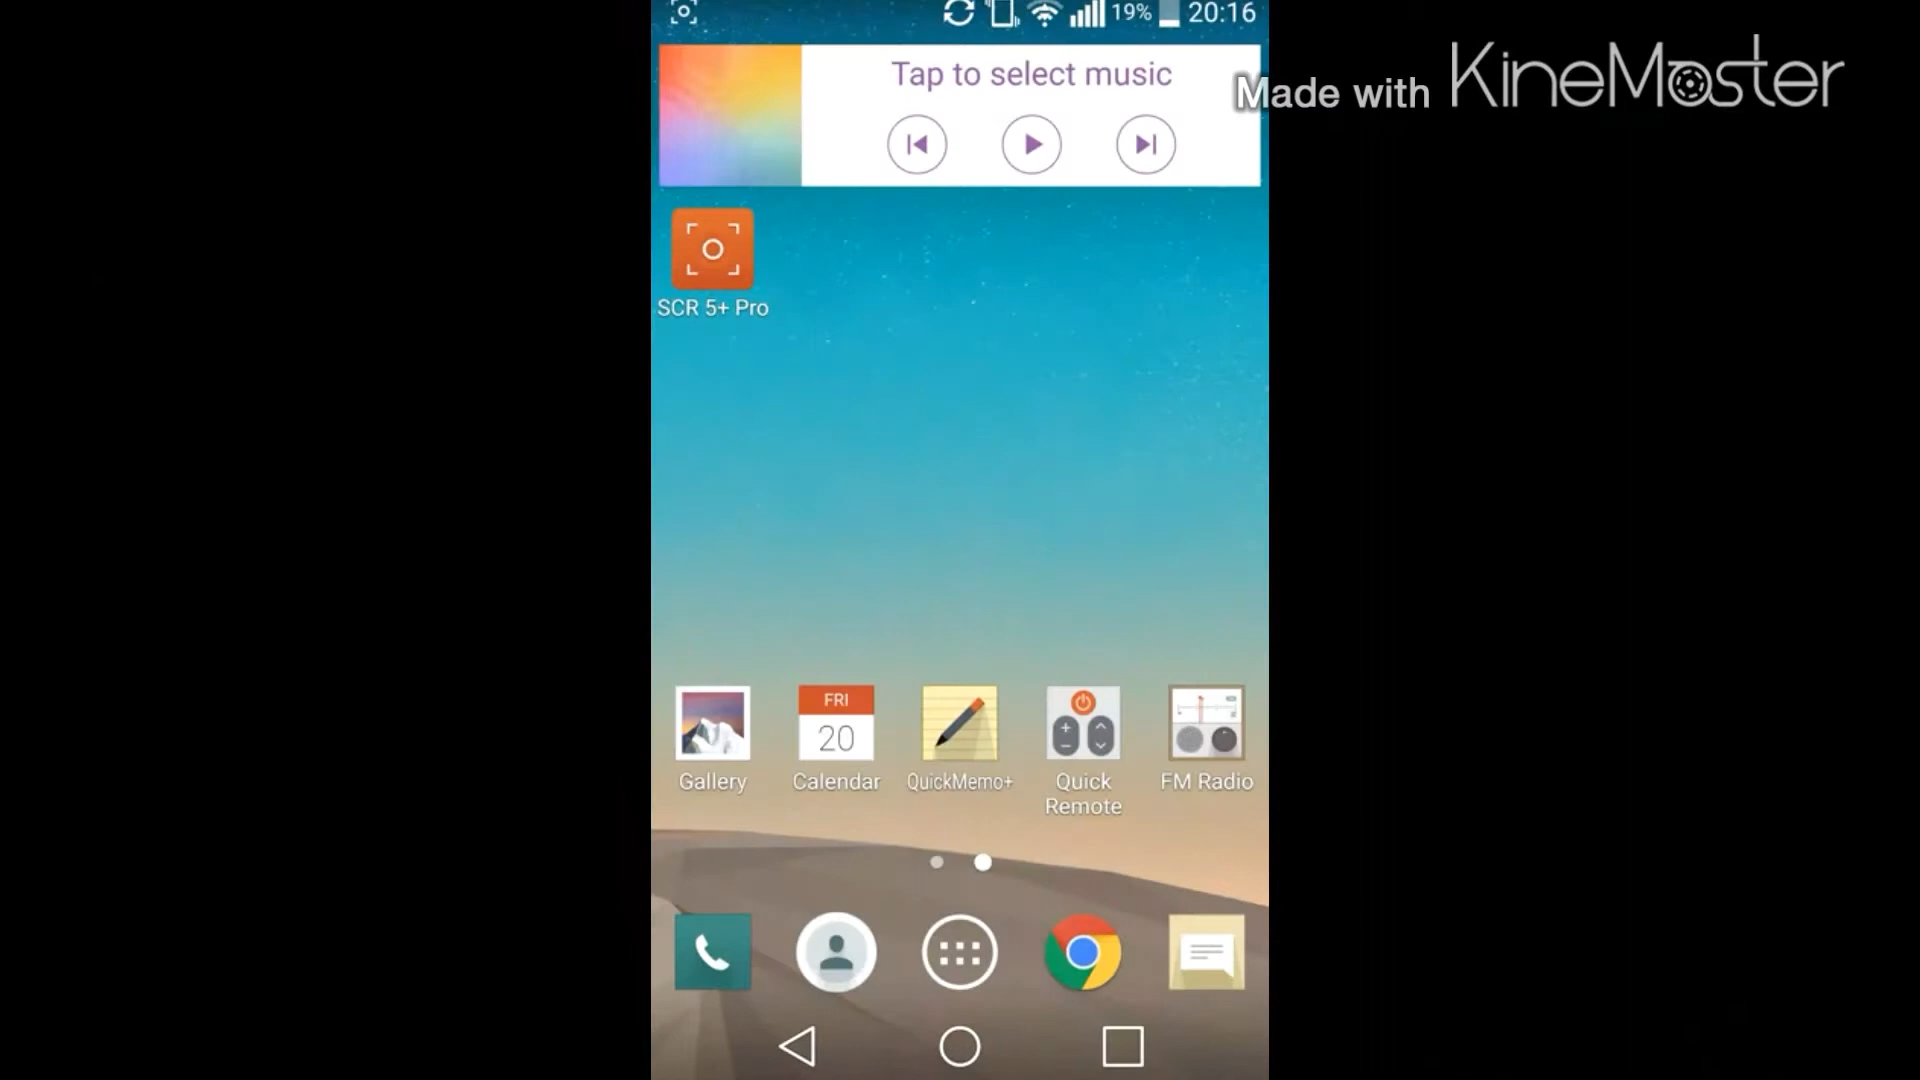 19% 20:16
Tap to select music
Made with KineMaster
SCR 5+ Pro
FRI
20
Gallery Calendar QuickMemo+ Quick Remote FM Radio